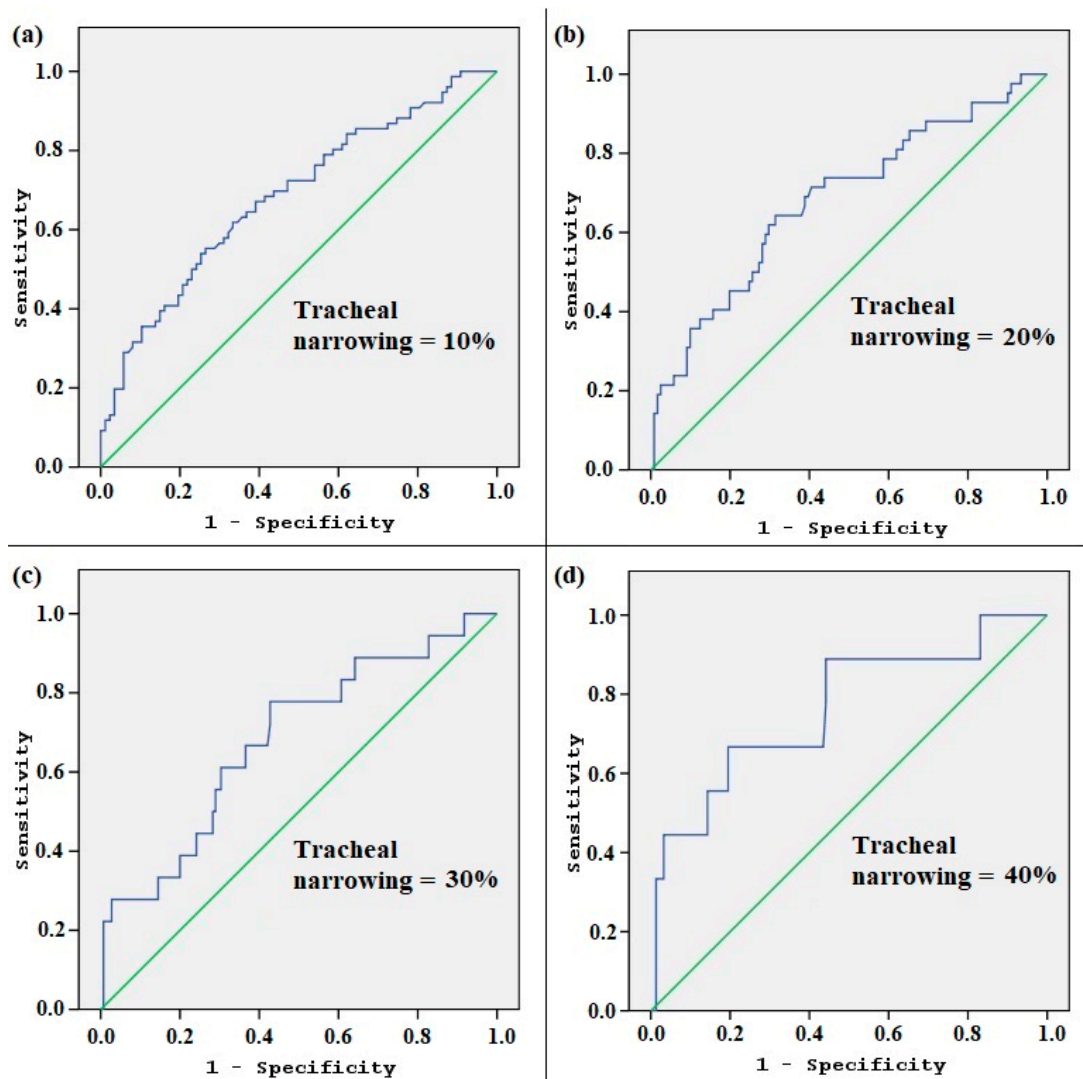 (a)
1.0
0.8
0.6
0.4
0.2
0.0
Sensitivity
Tracheal
narrowing = 10%
0.0 0.2 0.4 0.6 0.8 1.0
1 - Specificity
(b)
1.0
0.8
0.6
0.4
0.2
0.0
Sensitivity
Tracheal
narrowing = 20%
0.0 0.2 0.4 0.6 0.8 1.0
1 - Specificity
(c)
1.0
0.8
0.6
0.4
0.2
0.0
Sensitivity
Tracheal
narrowing = 30%
0.0 0.2 0.4 0.6 0.8 1.0
1 - Specificity
(d)
1.0
0.8
0.6
0.4
0.2
0.0
Sensitivity
Tracheal
narrowing = 40%
0.0 0.2 0.4 0.6 0.8 1.0
1 - Specificity